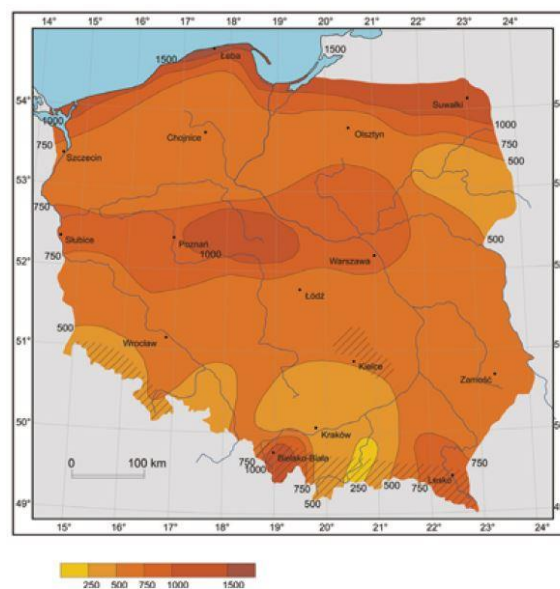 14° 15° 16° 17° 18° 19° 20° 21° 22° 23° 24°
1500
Łeba
1500
54°
Suwałki
1000
1000
Chojnice
Olsztyn
750
750
Szczecin
500
53°
750
500
Słubice
Poznań
52°
750
1000
Warszawa
Łódź
51°
500
Wrocław
Kielce
Zamość
50°
Kraków
750
Bielsko-Biała
750
0 100 km
1000
Lesko
750
250
500
750
500
49°
15° 16° 17° 18° 19° 20° 21° 22° 23°
250 500 750 1000 1500